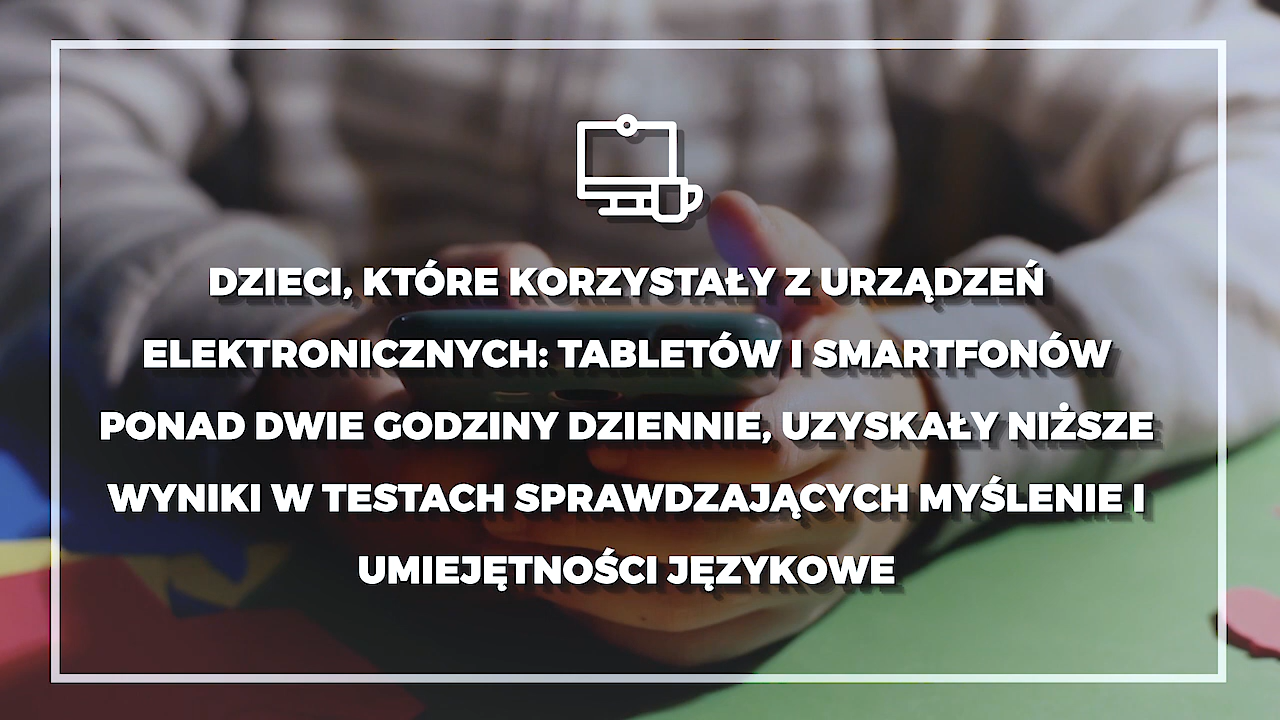 DZIECI, KTÓRE KORZYSTAŁY Z URZĄDZEŃ
ELEKTRONICZNYCH: TABLETÓW I SMARTFONÓW
PONAD DWIE GODZINY DZIENNIE, UZYSKAŁY NIŻSZE
WYNIKI W TESTACH SPRAWDZAJĄCYCH MYŚLENIE I
UMIEJĘTNOŚCI JĘZYKOWE